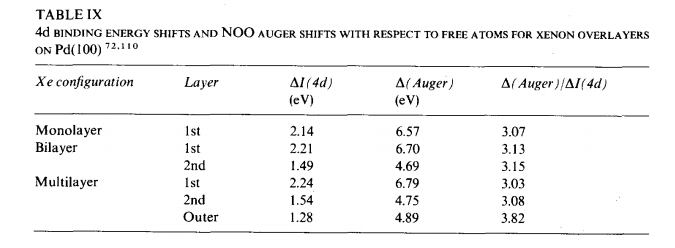 TABLE IX
4d BINDING ENERGY SHIFTS AND NOO AUGER SHIFTS WITH RESPECT TO FREE ATOMS FOR XENON OVERLAYERS
ON Pd(100) 72,110
Xe configuration Layer ΔI(4d) Δ(Auger) Δ(Auger)/ΔI(4d)
(eV) (eV)
Monolayer 1st 2.14 6.57 3.07
Bilayer 1st 2.21 6.70 3.13
2nd 1.49 4.69 3.15
Multilayer 1st 2.24 6.79 3.03
2nd 1.54 4.75 3.08
Outer 1.28 4.89 3.82